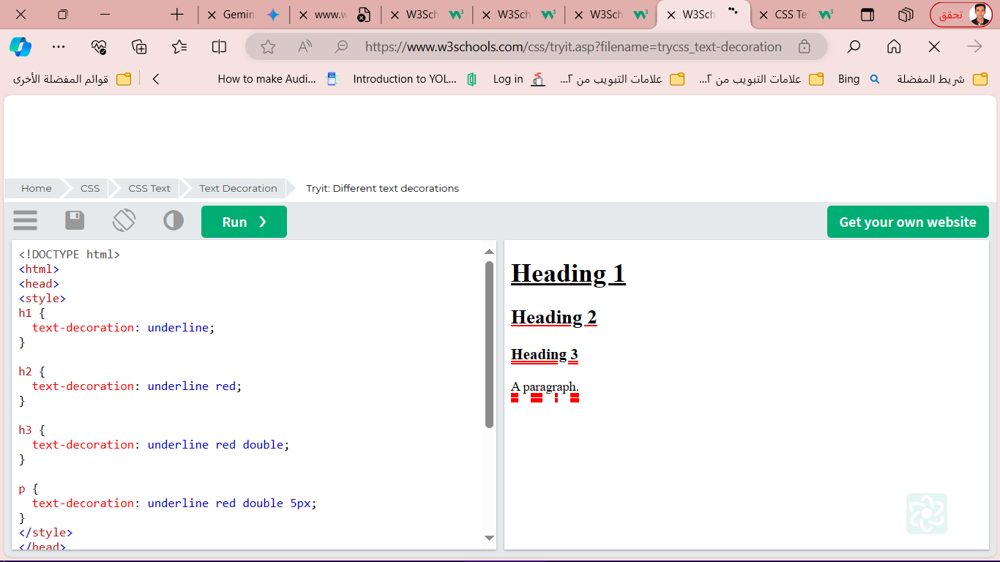 Gemin
www.w
W3Sch
W3Sch
W3Sch
W3Sch
CSS Te
تحقق
https://www.w3schools.com/css/tryit.asp?filename=trycss_text-decoration
قوائم المفضلة الأخرى
How to make Audi...
Introduction to YOL...
Log in
علامات التبويب من ٢...
علامات التبويب من ٢...
Bing
شريط المفضلة
Home
CSS
CSS Text
Text Decoration
Tryit: Different text decorations
Run ❯
Get your own website
<!DOCTYPE html>
<html>
<head>
<style>
h1 {
  text-decoration: underline;
}

h2 {
  text-decoration: underline red;
}

h3 {
  text-decoration: underline red double;
}

p {
  text-decoration: underline red double 5px;
}
</style>
</head>
Heading 1
Heading 2
Heading 3
A paragraph.